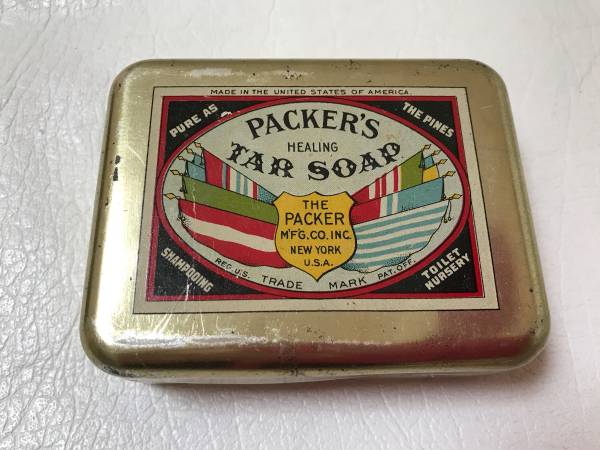 MADE IN THE UNITED STATES OF AMERICA.
PURE AS
THE PINES
PACKER'S
HEALING
TAR SOAP
THE
PACKER
M'F'G. CO. INC.
NEW YORK
U.S.A.
SHAMPOOING
TOILET
NURSERY
REG. U.S. TRADE MARK PAT. OFF.